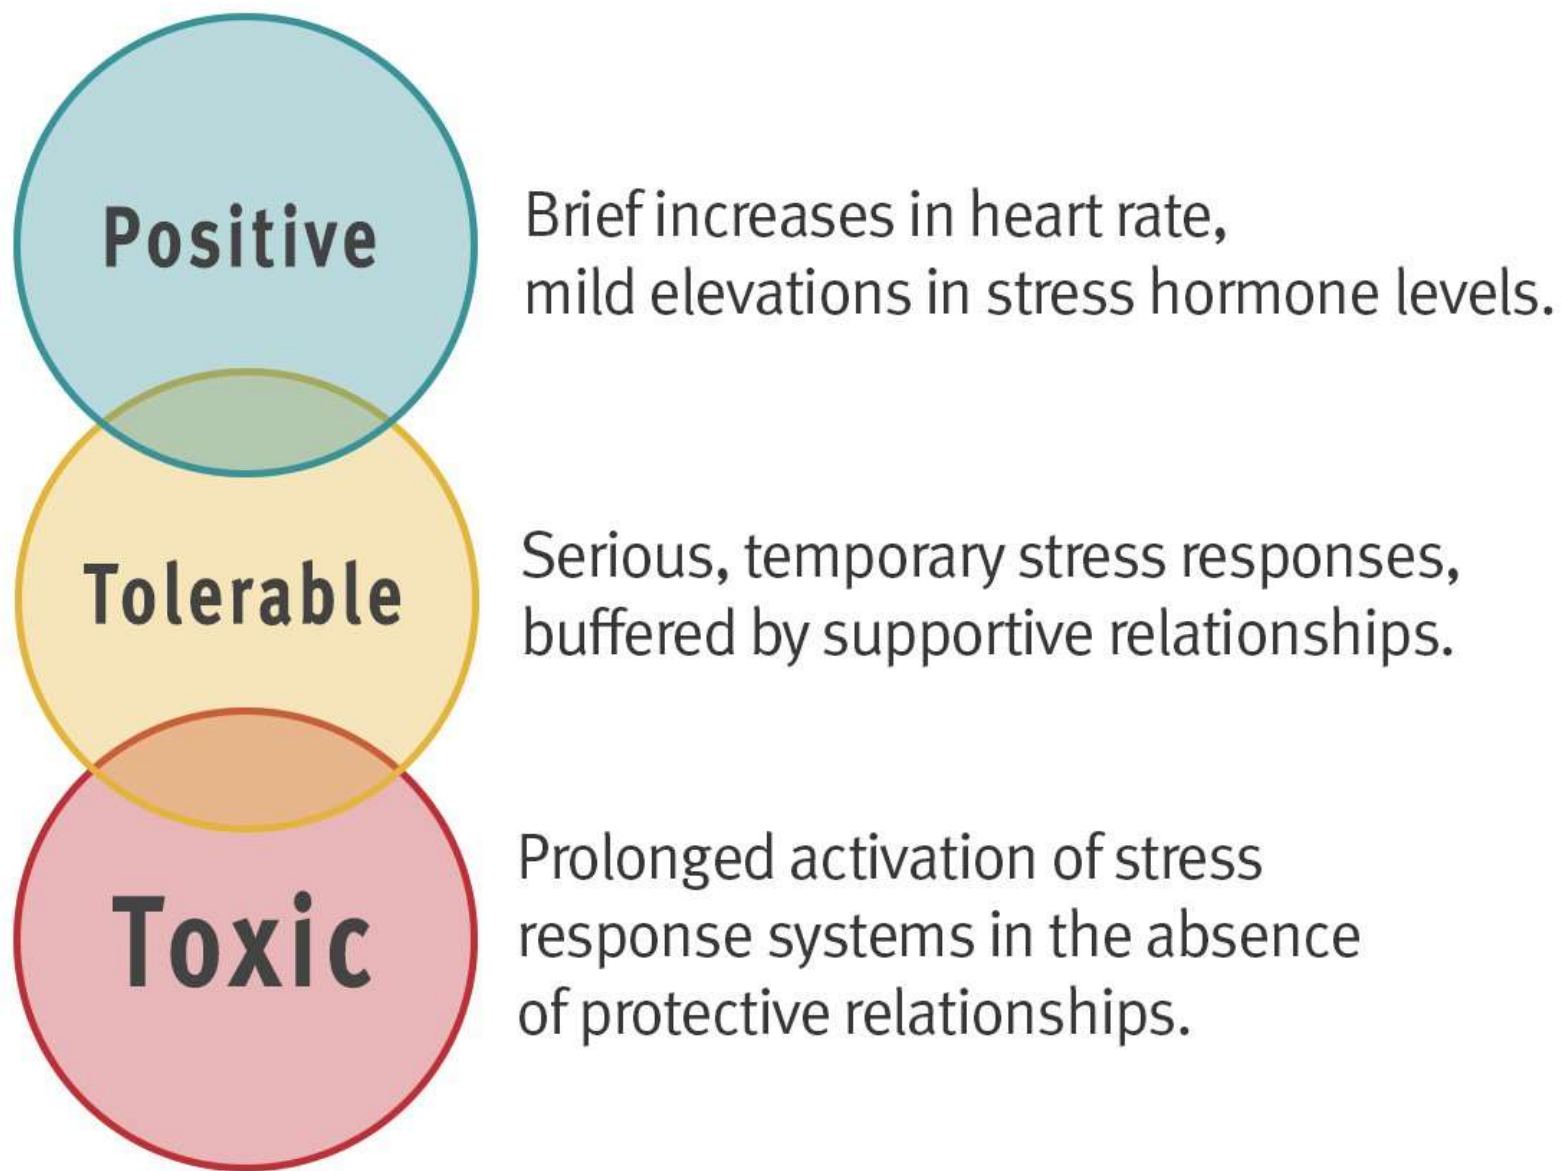 Positive
Brief increases in heart rate,
mild elevations in stress hormone levels.
Tolerable
Serious, temporary stress responses,
buffered by supportive relationships.
Toxic
Prolonged activation of stress
response systems in the absence
of protective relationships.